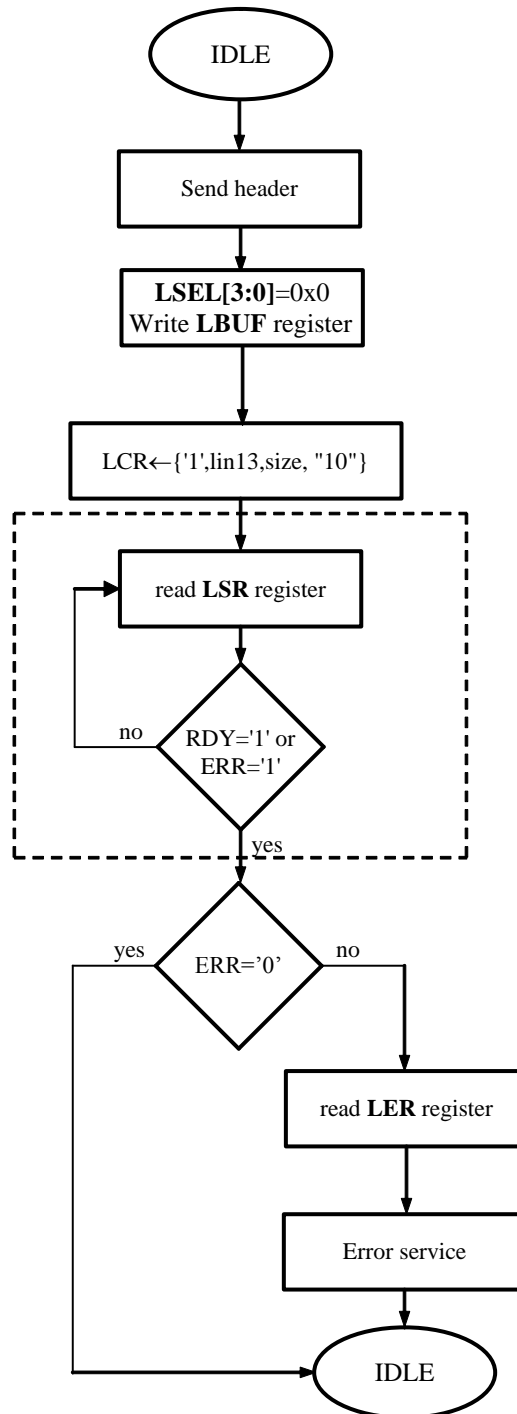 IDLE
Send header
LSEL[3:0]=0x0
Write LBUF register
LCR←{'1',lin13,size, "10"}
read LSR register
no
RDY='1' or
ERR='1'
yes
yes
ERR=’0’
no
read LER register
Error service
IDLE